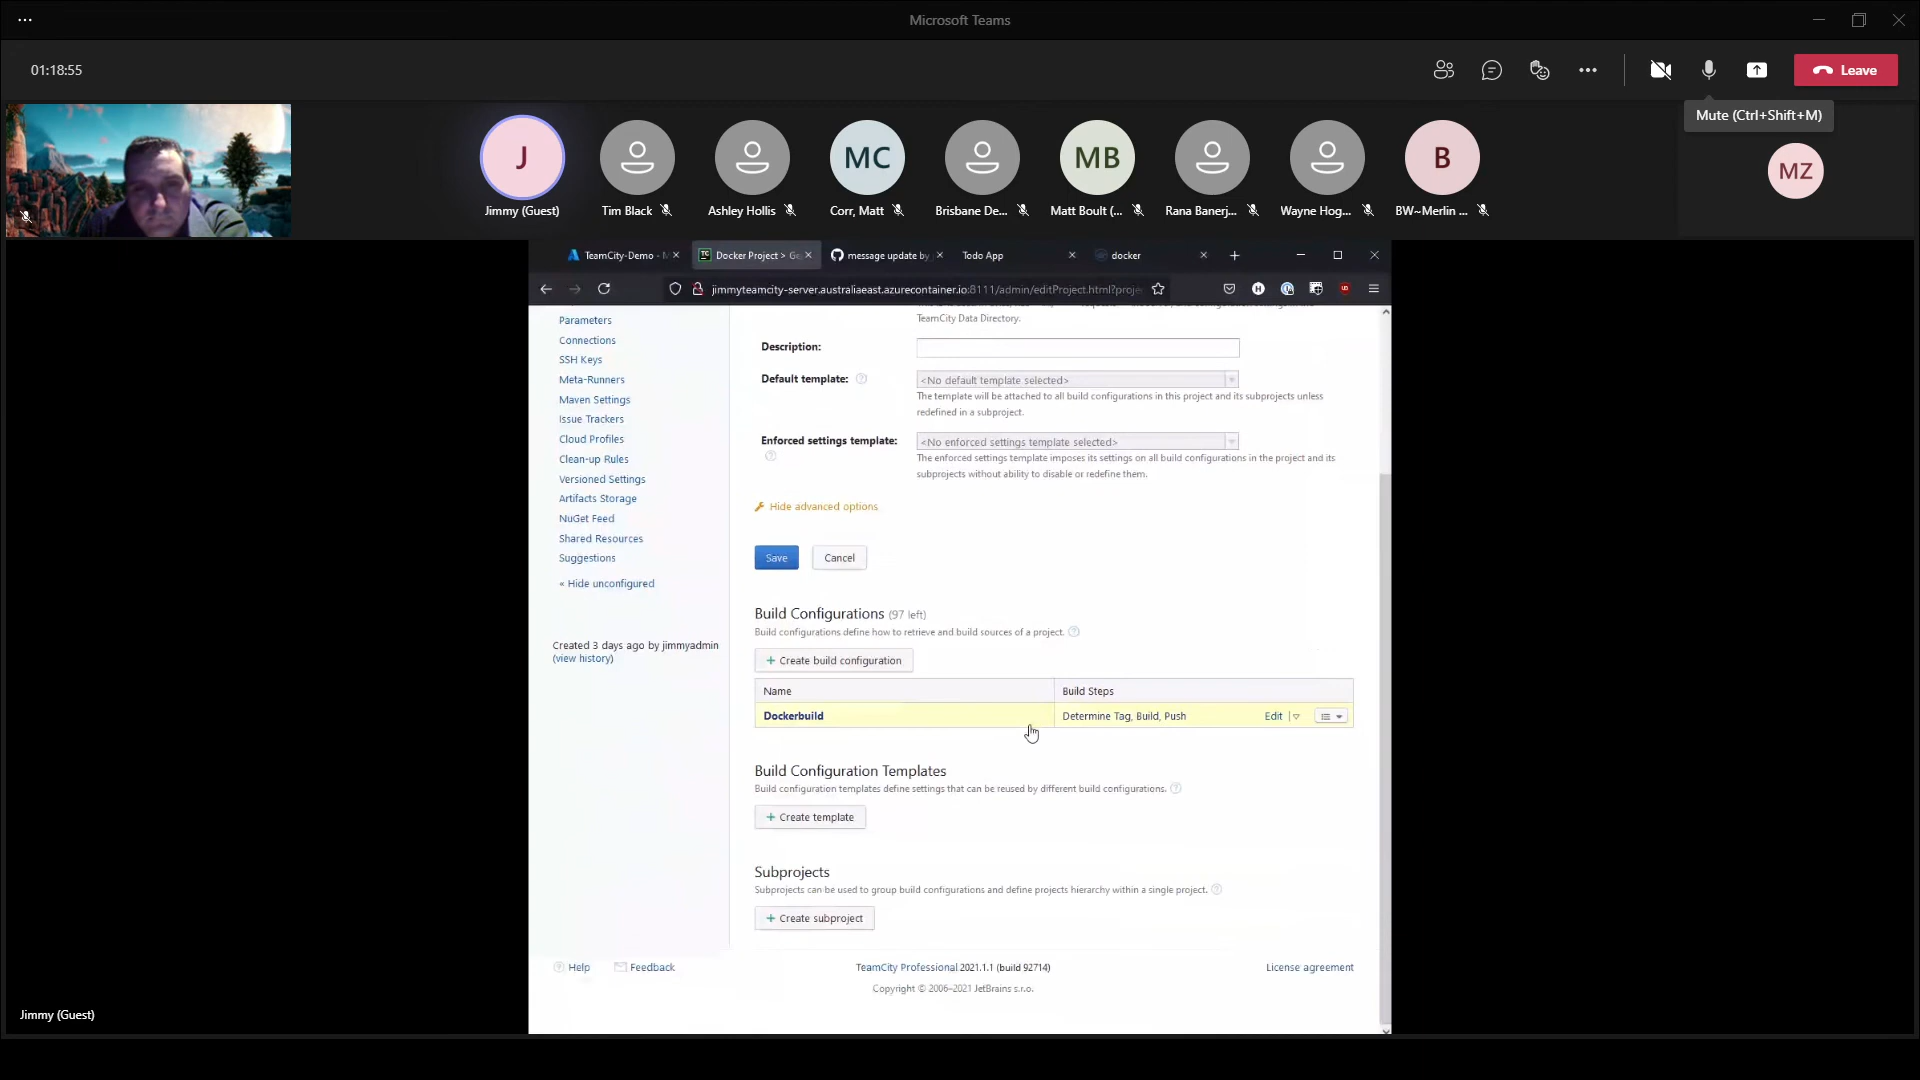 Microsoft Teams
01:18:55
Leave
Mute (Ctrl+Shift+M)
J
MC
MB
B
MZ
Jimmy (Guest)
Tim Black
Ashley Hollis
Corr, Matt
Brisbane De...
Matt Boult (...
Rana Banerj...
Wayne Hog...
BW~Merlin ...
TeamCity-Demo - M
TC
Docker Project > Ge
message update by
Todo App
docker
jimmyteamcity-server.australiaeast.azurecontainer.io:8111/admin/editProject.html?proje
TeamCity Data Directory.
Parameters
Connections
SSH Keys
Meta-Runners
Maven Settings
Issue Trackers
Cloud Profiles
Clean-up Rules
Versioned Settings
Artifacts Storage
NuGet Feed
Shared Resources
Suggestions
« Hide unconfigured
Created 3 days ago by jimmyadmin
(view history)
Description:
Default template:
<No default template selected>
The template will be attached to all build configurations in this project and its subprojects unless
redefined in a subproject.
Enforced settings template:
<No enforced settings template selected>
The enforced settings template imposes its settings on all build configurations in the project and its
subprojects without ability to disable or redefine them.
Hide advanced options
Save
Cancel
Build Configurations (97 left)
Build configurations define how to retrieve and build sources of a project.
+ Create build configuration
Name
Build Steps
Dockerbuild
Determine Tag, Build, Push
Edit
Build Configuration Templates
Build configuration templates define settings that can be reused by different build configurations.
+ Create template
Subprojects
Subprojects can be used to group build configurations and define projects hierarchy within a single project.
+ Create subproject
Help
Feedback
TeamCity Professional 2021.1.1 (build 92714)
License agreement
Copyright © 2006–2021 JetBrains s.r.o.
Jimmy (Guest)